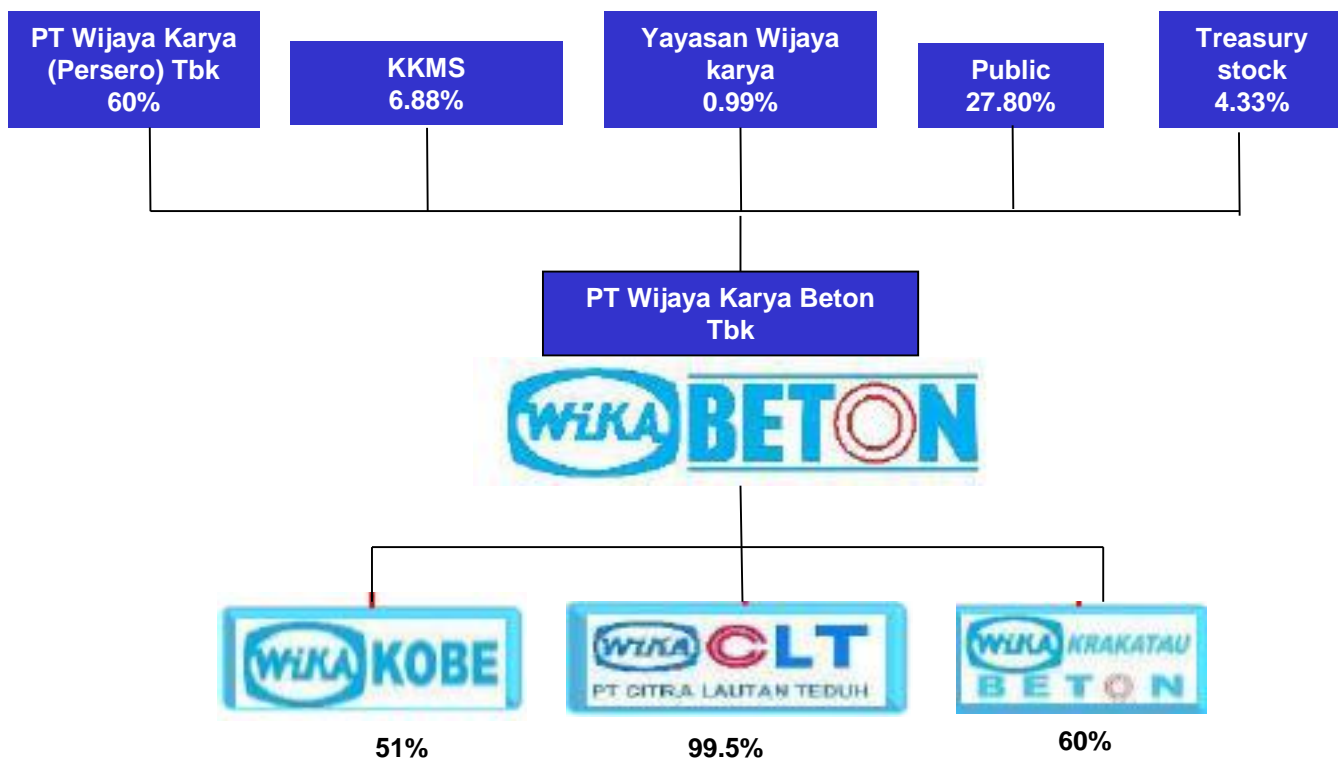 PT Wijaya Karya
(Persero) Tbk
60%
KKMS
6.88%
Yayasan Wijaya
karya
0.99%
Public
27.80%
Treasury
stock
4.33%
PT Wijaya Karya Beton
Tbk
WiKA BETON
WiKA KOBE
WiKA CLT
PT CITRA LAUTAN TEDUH
WiKA KRAKATAU
BETON
51%
99.5%
60%